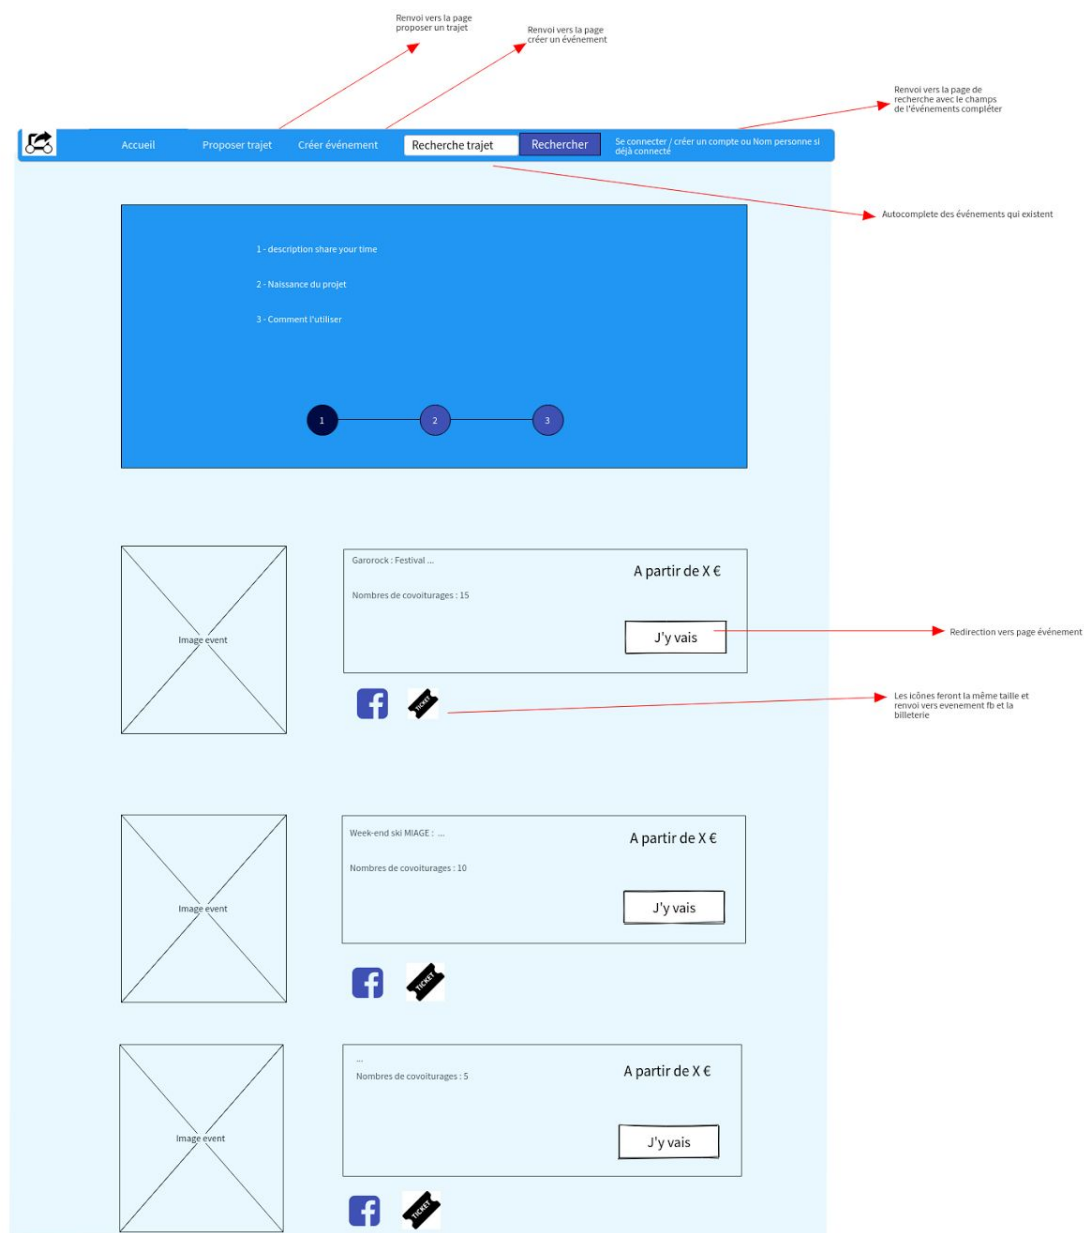 Renvoi vers la page
proposer un trajet
Renvoi vers la page
créer un événement
Renvoi vers la page de
recherche avec le champs
de l'événements compléter
Accueil
Proposer trajet
Créer événement
Recherche trajet
Rechercher
Se connecter / créer un compte ou Nom personne si
déjà connecté
Autocomplete des événements qui existent
1 - description share your time
2 - Naissance du projet
3 - Comment l'utiliser
1
2
3
Image event
Garorock : Festival ...
A partir de X €
Nombres de covoiturages : 15
J'y vais
Redirection vers page événement
TICKET
Les icônes feront la même taille et
renvoi vers evenement fb et la
billeterie
Image event
Week-end ski MIAGE : ...
A partir de X €
Nombres de covoiturages : 10
J'y vais
TICKET
Image event
...
A partir de X €
Nombres de covoiturages : 5
J'y vais
TICKET